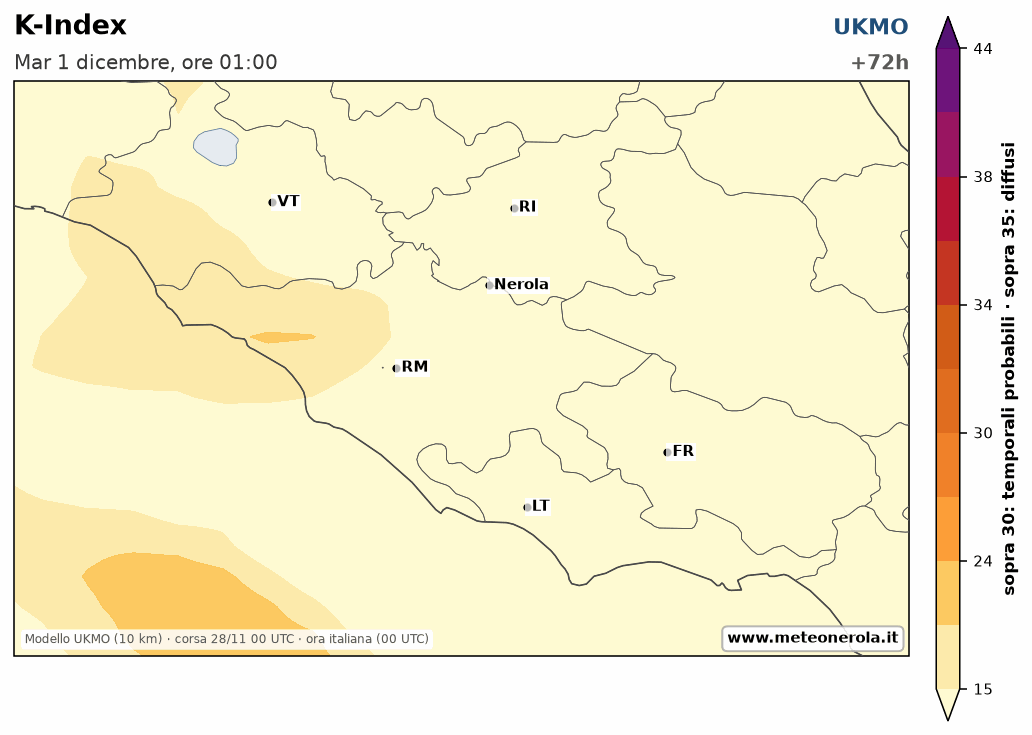 K-Index
UKMO
Mar 1 dicembre, ore 01:00
+72h
44
38
34
30
24
15
sopra 30: temporali probabili · sopra 35: diffusi
VT
RI
Nerola
RM
FR
LT
Modello UKMO (10 km) · corsa 28/11 00 UTC · ora italiana (00 UTC)
www.meteonerola.it